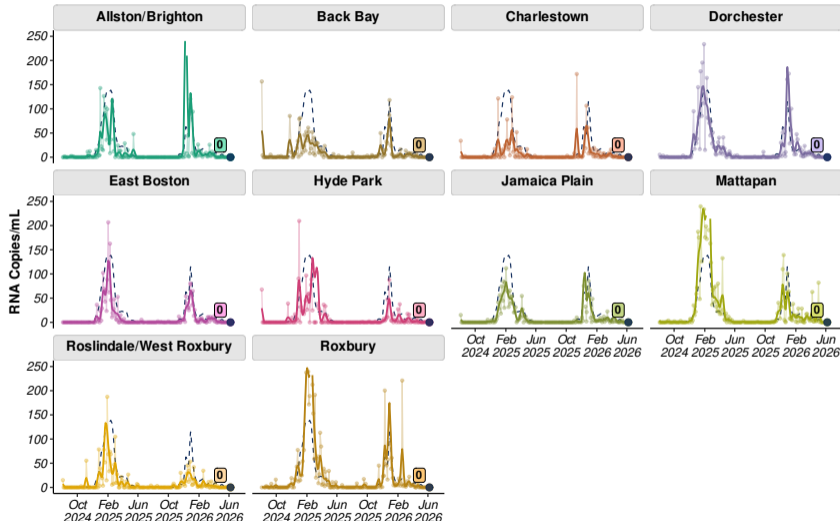 Allston/Brighton Back Bay Charlestown Dorchester
250
200
150
100
50
0
0 0 0 0
East Boston Hyde Park Jamaica Plain Mattapan
RNA Copies/mL
250
200
150
100
50
0
0 0 0 0
Oct 2024 Feb 2025 Jun 2025 Oct 2025 Feb 2026 Jun 2026
Oct 2024 Feb 2025 Jun 2025 Oct 2025 Feb 2026 Jun 2026
Roslindale/West Roxbury Roxbury
250
200
150
100
50
0
0 0
Oct 2024 Feb 2025 Jun 2025 Oct 2025 Feb 2026 Jun 2026
Oct 2024 Feb 2025 Jun 2025 Oct 2025 Feb 2026 Jun 2026